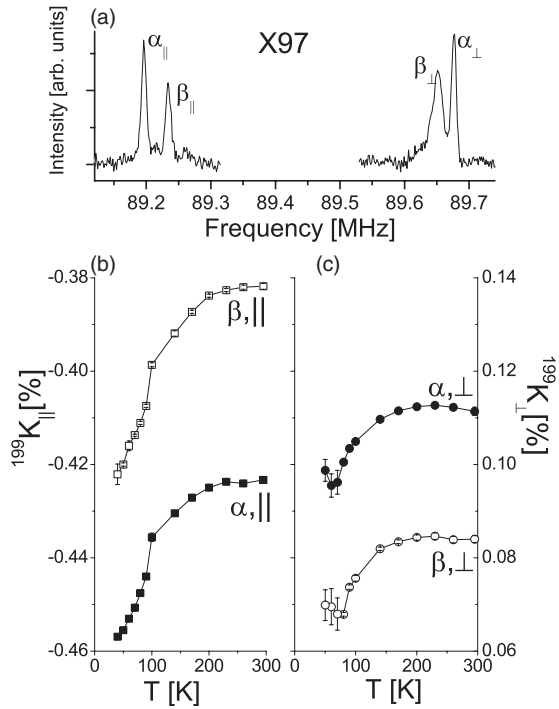 (a)
α||
X97
β⊥
α⊥
β||
Intensity [arb. units]
89.2 89.3 89.4 89.5 89.6 89.7
Frequency [MHz]
(b) (c)
-0.38 0.14
β,||
-0.40 0.12
α,⊥
¹⁹⁹K||[%] ¹⁹⁹K⊥[%]
-0.42 0.10
α,||
-0.44 0.08
β,⊥
-0.46 0.06
0 100 200 300 0 100 200 300
T [K] T [K]